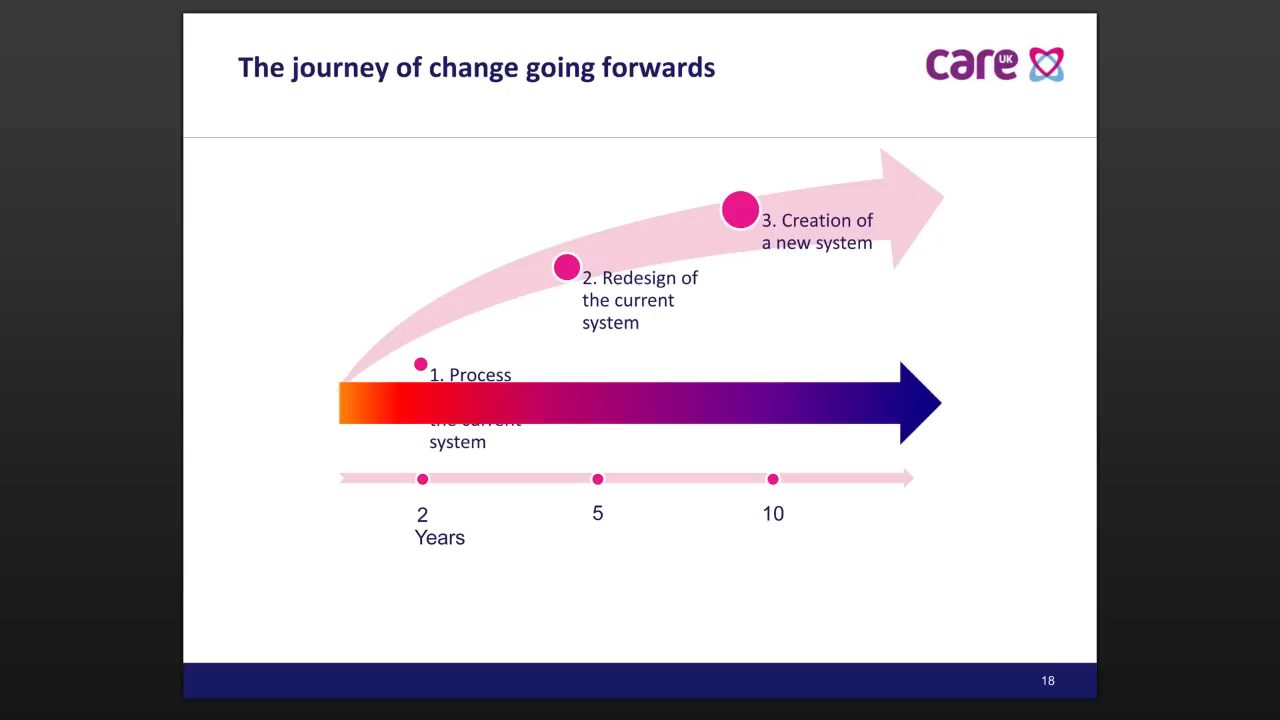 The journey of change going forwards
care UK
3. Creation of
a new system
2. Redesign of
the current
system
1. Process
the current
system
2
Years
5
10
18